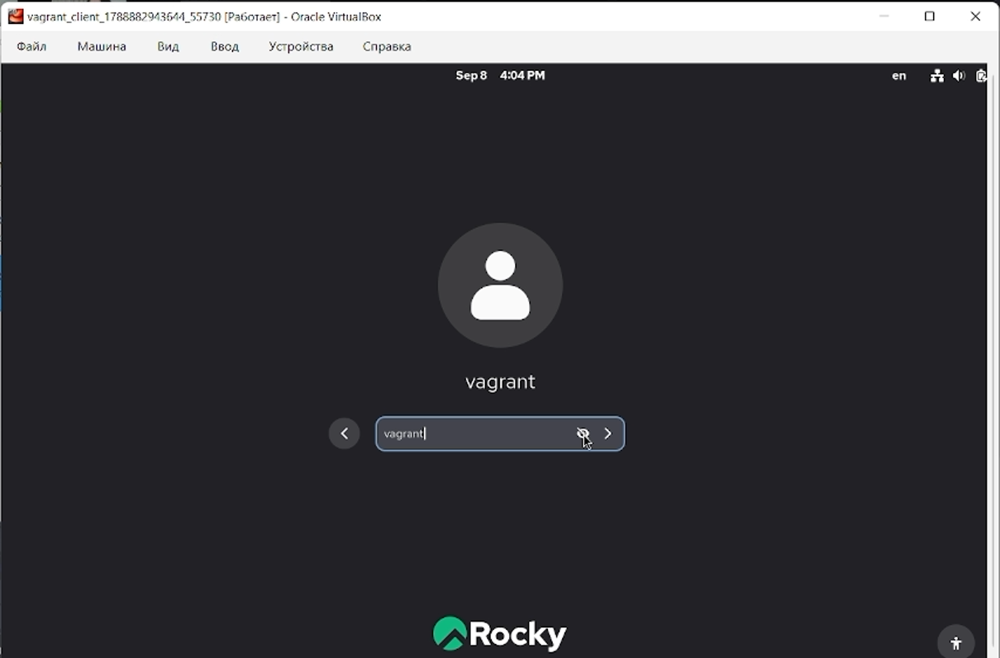 vagrant_client_1788882943644_55730 [Работает] - Oracle VirtualBox
Файл Машина Вид Ввод Устройства Справка
Sep 8 4:04 PM en
vagrant
vagrant
Rocky